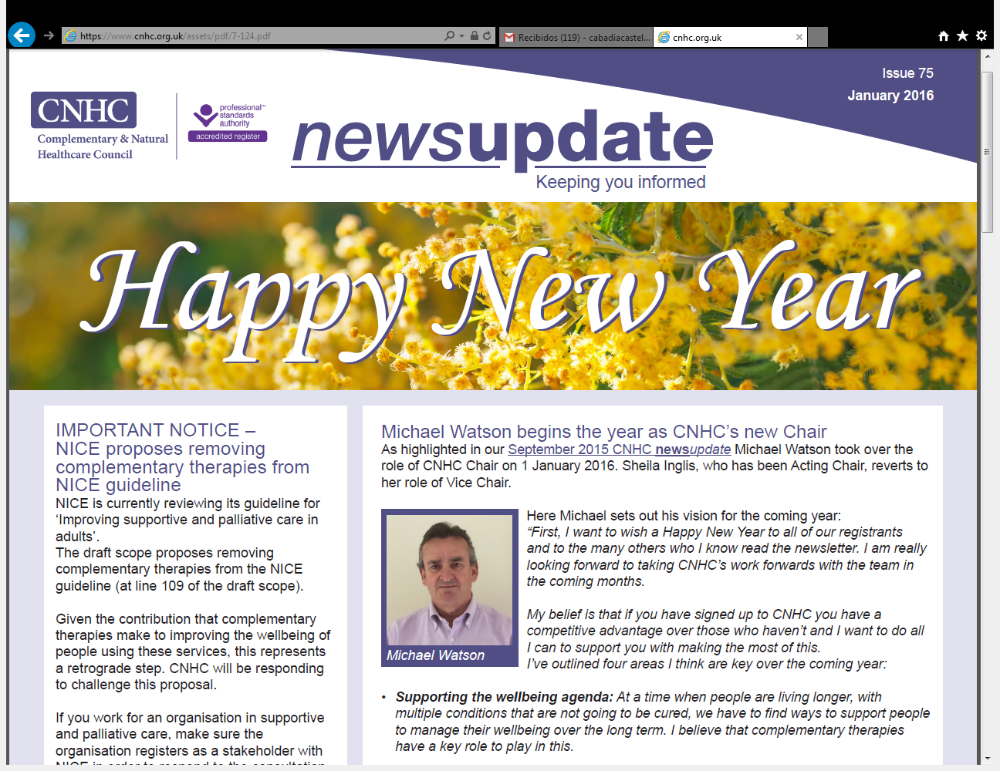 https://www.cnhc.org.uk/assets/pdf/7-124.pdf
Recibidos (119) - cabadiacastel...
cnhc.org.uk
Issue 75
January 2016
CNHC
Complementary & Natural
Healthcare Council
professional™
standards
authority
accredited register
newsupdate
Keeping you informed
Happy New Year
IMPORTANT NOTICE –
NICE proposes removing
complementary therapies from
NICE guideline
NICE is currently reviewing its guideline for
‘Improving supportive and palliative care in
adults’.
The draft scope proposes removing
complementary therapies from the NICE
guideline (at line 109 of the draft scope).
Given the contribution that complementary
therapies make to improving the wellbeing of
people using these services, this represents
a retrograde step. CNHC will be responding
to challenge this proposal.
If you work for an organisation in supportive
and palliative care, make sure the
organisation registers as a stakeholder with
NICE in order to respond to the consultation
Michael Watson begins the year as CNHC’s new Chair
As highlighted in our September 2015 CNHC newsupdate Michael Watson took over the
role of CNHC Chair on 1 January 2016. Sheila Inglis, who has been Acting Chair, reverts to
her role of Vice Chair.
Michael Watson
Here Michael sets out his vision for the coming year:
“First, I want to wish a Happy New Year to all of our registrants
and to the many others who I know read the newsletter. I am really
looking forward to taking CNHC’s work forwards with the team in
the coming months.
My belief is that if you have signed up to CNHC you have a
competitive advantage over those who haven’t and I want to do all
I can to support you with making the most of this.
I’ve outlined four areas I think are key over the coming year:
• Supporting the wellbeing agenda: At a time when people are living longer, with
multiple conditions that are not going to be cured, we have to find ways to support people
to manage their wellbeing over the long term. I believe that complementary therapies
have a key role to play in this.